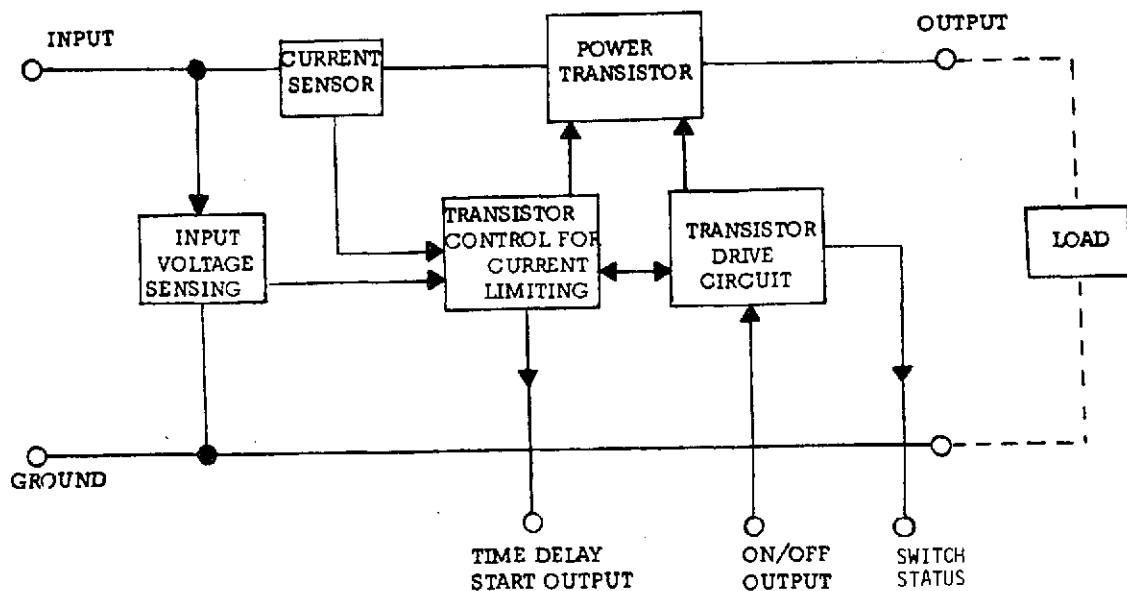 INPUT
CURRENT
SENSOR
POWER
TRANSISTOR
OUTPUT
INPUT
VOLTAGE
SENSING
TRANSISTOR
CONTROL FOR
CURRENT
LIMITING
TRANSISTOR
DRIVE
CIRCUIT
LOAD
GROUND
TIME DELAY
START OUTPUT
ON/OFF
OUTPUT
SWITCH
STATUS